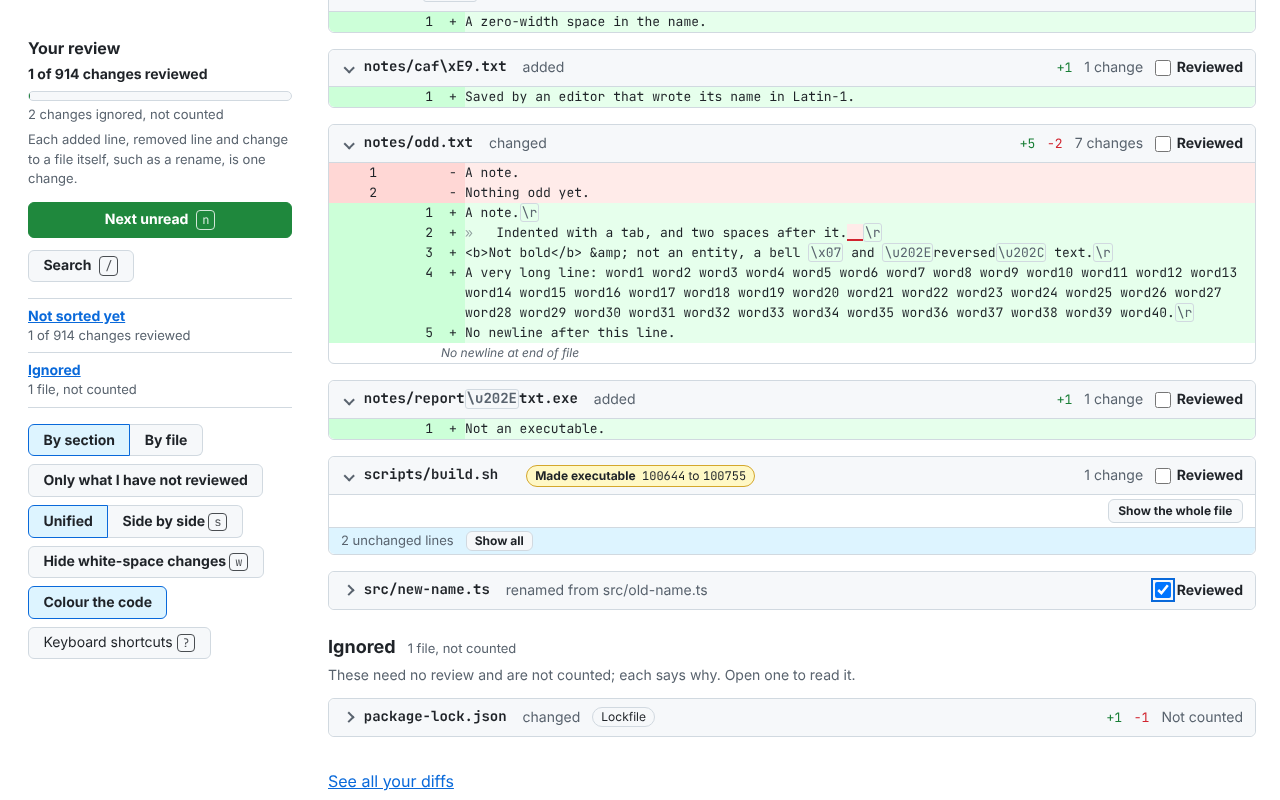 Your review
1 of 914 changes reviewed
2 changes ignored, not counted
Each added line, removed line and change
to a file itself, such as a rename, is one
change.
Next unread n
Search /
Not sorted yet
1 of 914 changes reviewed
Ignored
1 file, not counted
By section By file
Only what I have not reviewed
Unified Side by side s
Hide white-space changes w
Colour the code
Keyboard shortcuts ?
1 + A zero-width space in the name.
notes/caf\xE9.txt added +1 1 change Reviewed
1 + Saved by an editor that wrote its name in Latin-1.
notes/odd.txt changed +5 -2 7 changes Reviewed
1 - A note.
2 - Nothing odd yet.
1 + A note.\r
2 + » Indented with a tab, and two spaces after it.  \r
3 + <b>Not bold</b> &amp; not an entity, a bell \x07 and \u202Ereversed\u202C text.\r
4 + A very long line: word1 word2 word3 word4 word5 word6 word7 word8 word9 word10 word11 word12 word13
word14 word15 word16 word17 word18 word19 word20 word21 word22 word23 word24 word25 word26 word27
word28 word29 word30 word31 word32 word33 word34 word35 word36 word37 word38 word39 word40.\r
5 + No newline after this line.
No newline at end of file
notes/report\u202Etxt.exe added +1 1 change Reviewed
1 + Not an executable.
scripts/build.sh Made executable 100644 to 100755 1 change Reviewed
Show the whole file
2 unchanged lines Show all
src/new-name.ts renamed from src/old-name.ts Reviewed
Ignored 1 file, not counted
These need no review and are not counted; each says why. Open one to read it.
package-lock.json changed Lockfile +1 -1 Not counted
See all your diffs